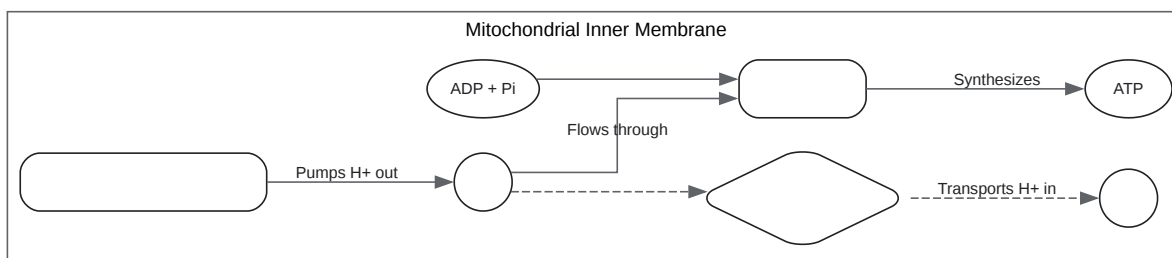 Mitochondrial Inner Membrane
ADP + Pi
Synthesizes
ATP
Flows through
Pumps H+ out
Transports H+ in